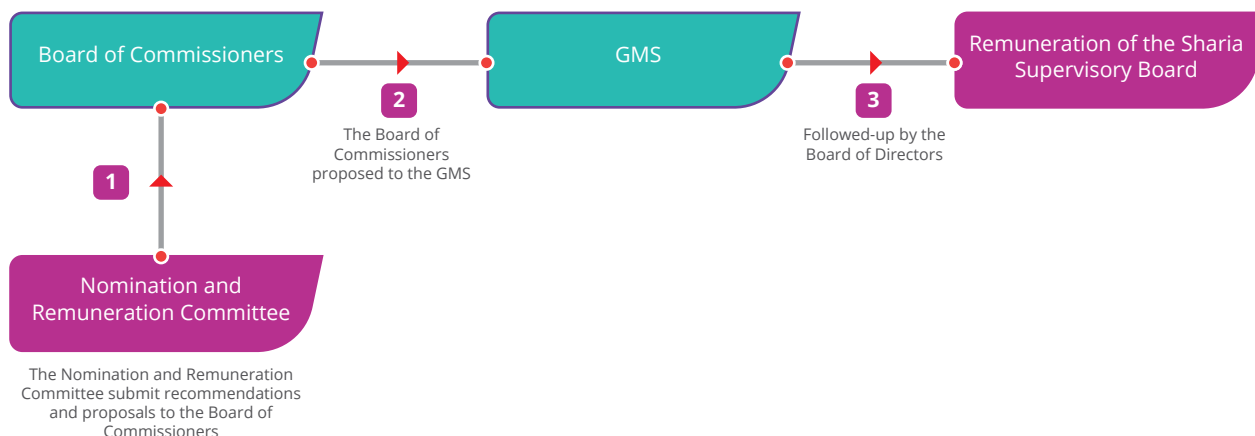 Board of Commissioners
GMS
Remuneration of the Sharia
Supervisory Board
2
The Board of
Commissioners
proposed to the GMS
3
Followed-up by the
Board of Directors
1
Nomination and
Remuneration Committee
The Nomination and Remuneration
Committee submit recommendations
and proposals to the Board of
Commissioners